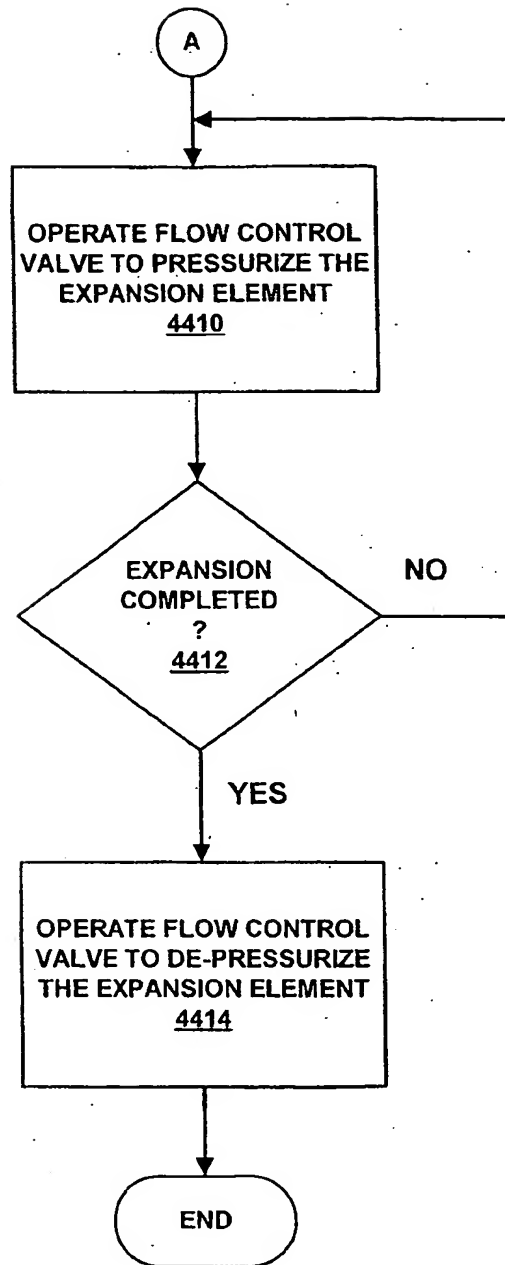 A
OPERATE FLOW CONTROL
VALVE TO PRESSURIZE THE
EXPANSION ELEMENT
4410
EXPANSION
COMPLETED
?
4412
NO
YES
OPERATE FLOW CONTROL
VALVE TO DE-PRESSURIZE
THE EXPANSION ELEMENT
4414
END